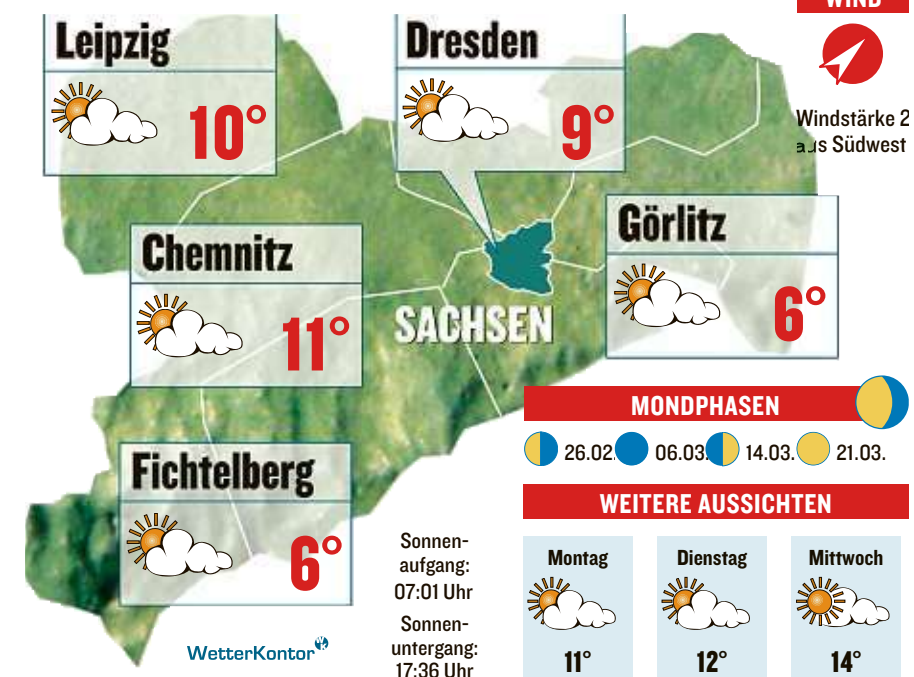 WIND
Leipzig
10°
Dresden
9°
Windstärke 2
aus Südwest
Chemnitz
11°
Görlitz
6°
SACHSEN
Fichtelberg
6°
MONDPHASEN
26.02. 06.03. 14.03. 21.03.
WEITERE AUSSICHTEN
Sonnen-
aufgang:
07:01 Uhr
Sonnen-
untergang:
17:36 Uhr
Montag
11°
Dienstag
12°
Mittwoch
14°
WetterKontor